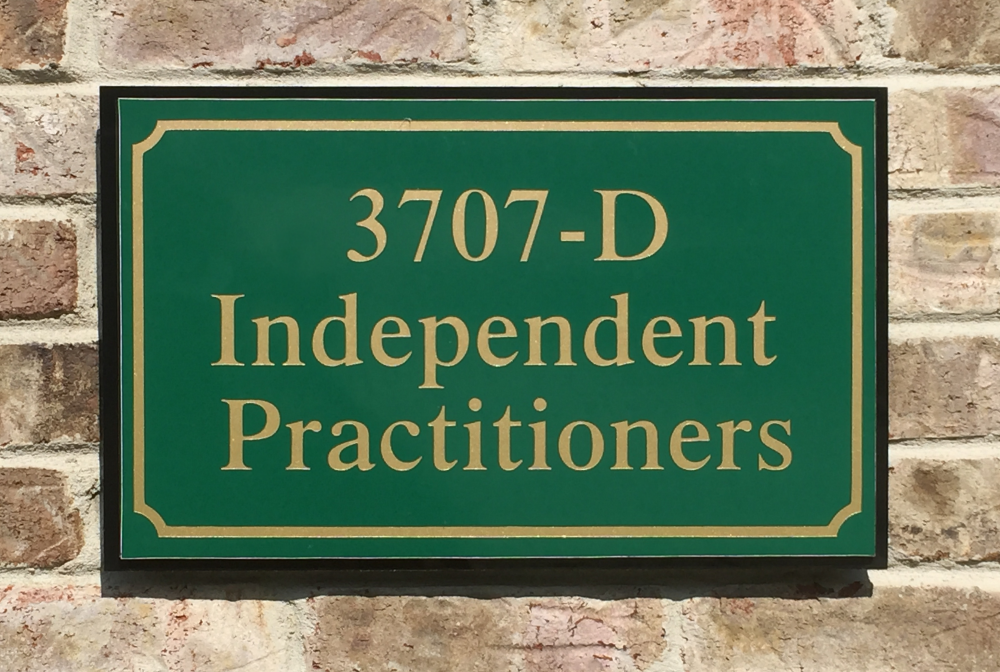 3707-D
Independent
Practitioners